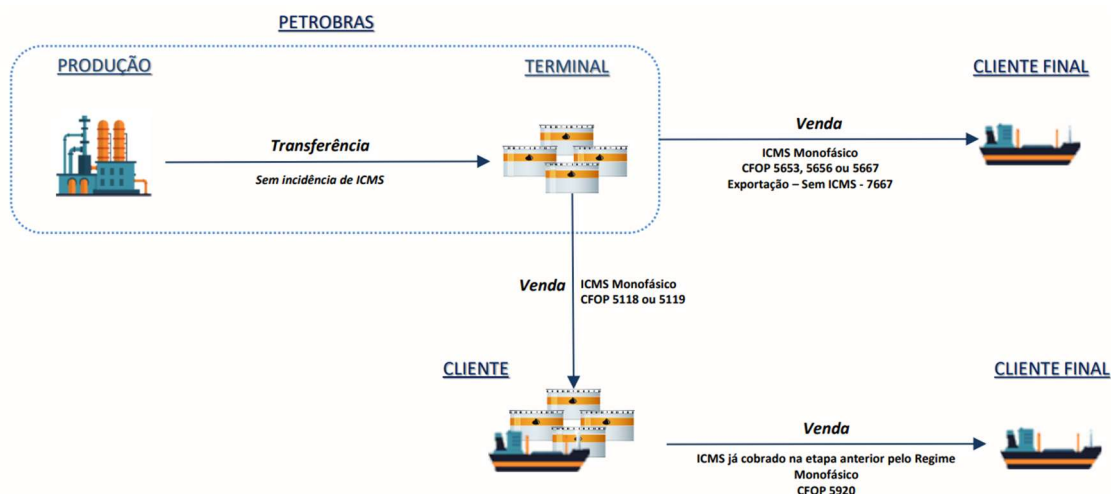 PETROBRAS
PRODUÇÃO
TERMINAL
CLIENTE FINAL
Transferência
Sem incidência de ICMS
Venda
ICMS Monofásico
CFOP 5653, 5656 ou 5667
Exportação – Sem ICMS - 7667
Venda
ICMS Monofásico
CFOP 5118 ou 5119
CLIENTE
CLIENTE FINAL
Venda
ICMS já cobrado na etapa anterior pelo Regime
Monofásico
CFOP 5920